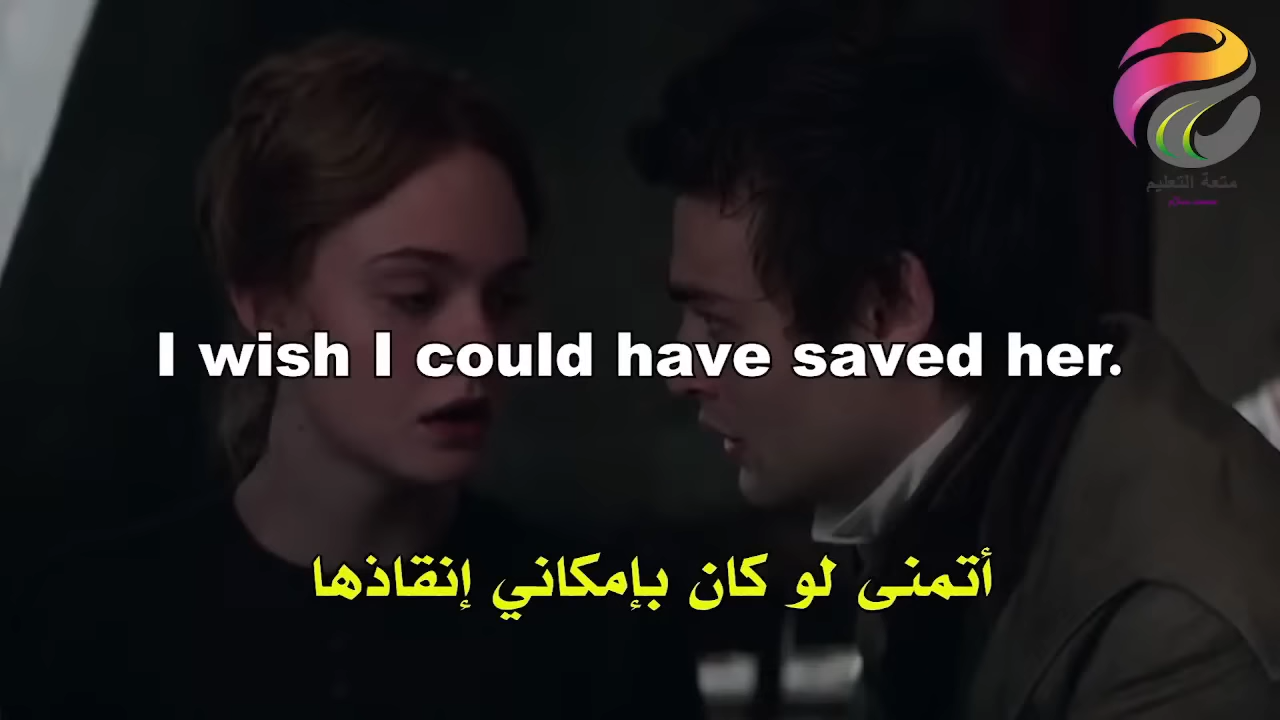 متعة التعليم
I wish I could have saved her.
أتمنى لو كان بإمكاني إنقاذها